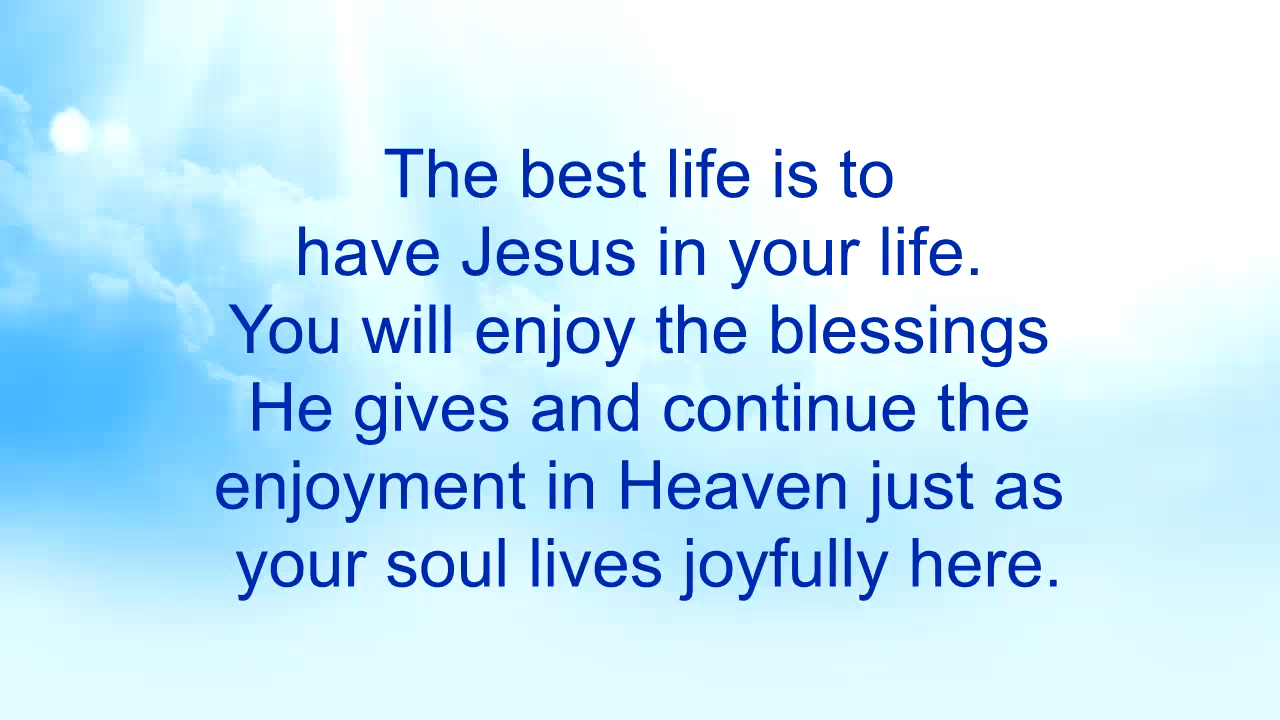 The best life is to
have Jesus in your life.
You will enjoy the blessings
He gives and continue the
enjoyment in Heaven just as
your soul lives joyfully here.